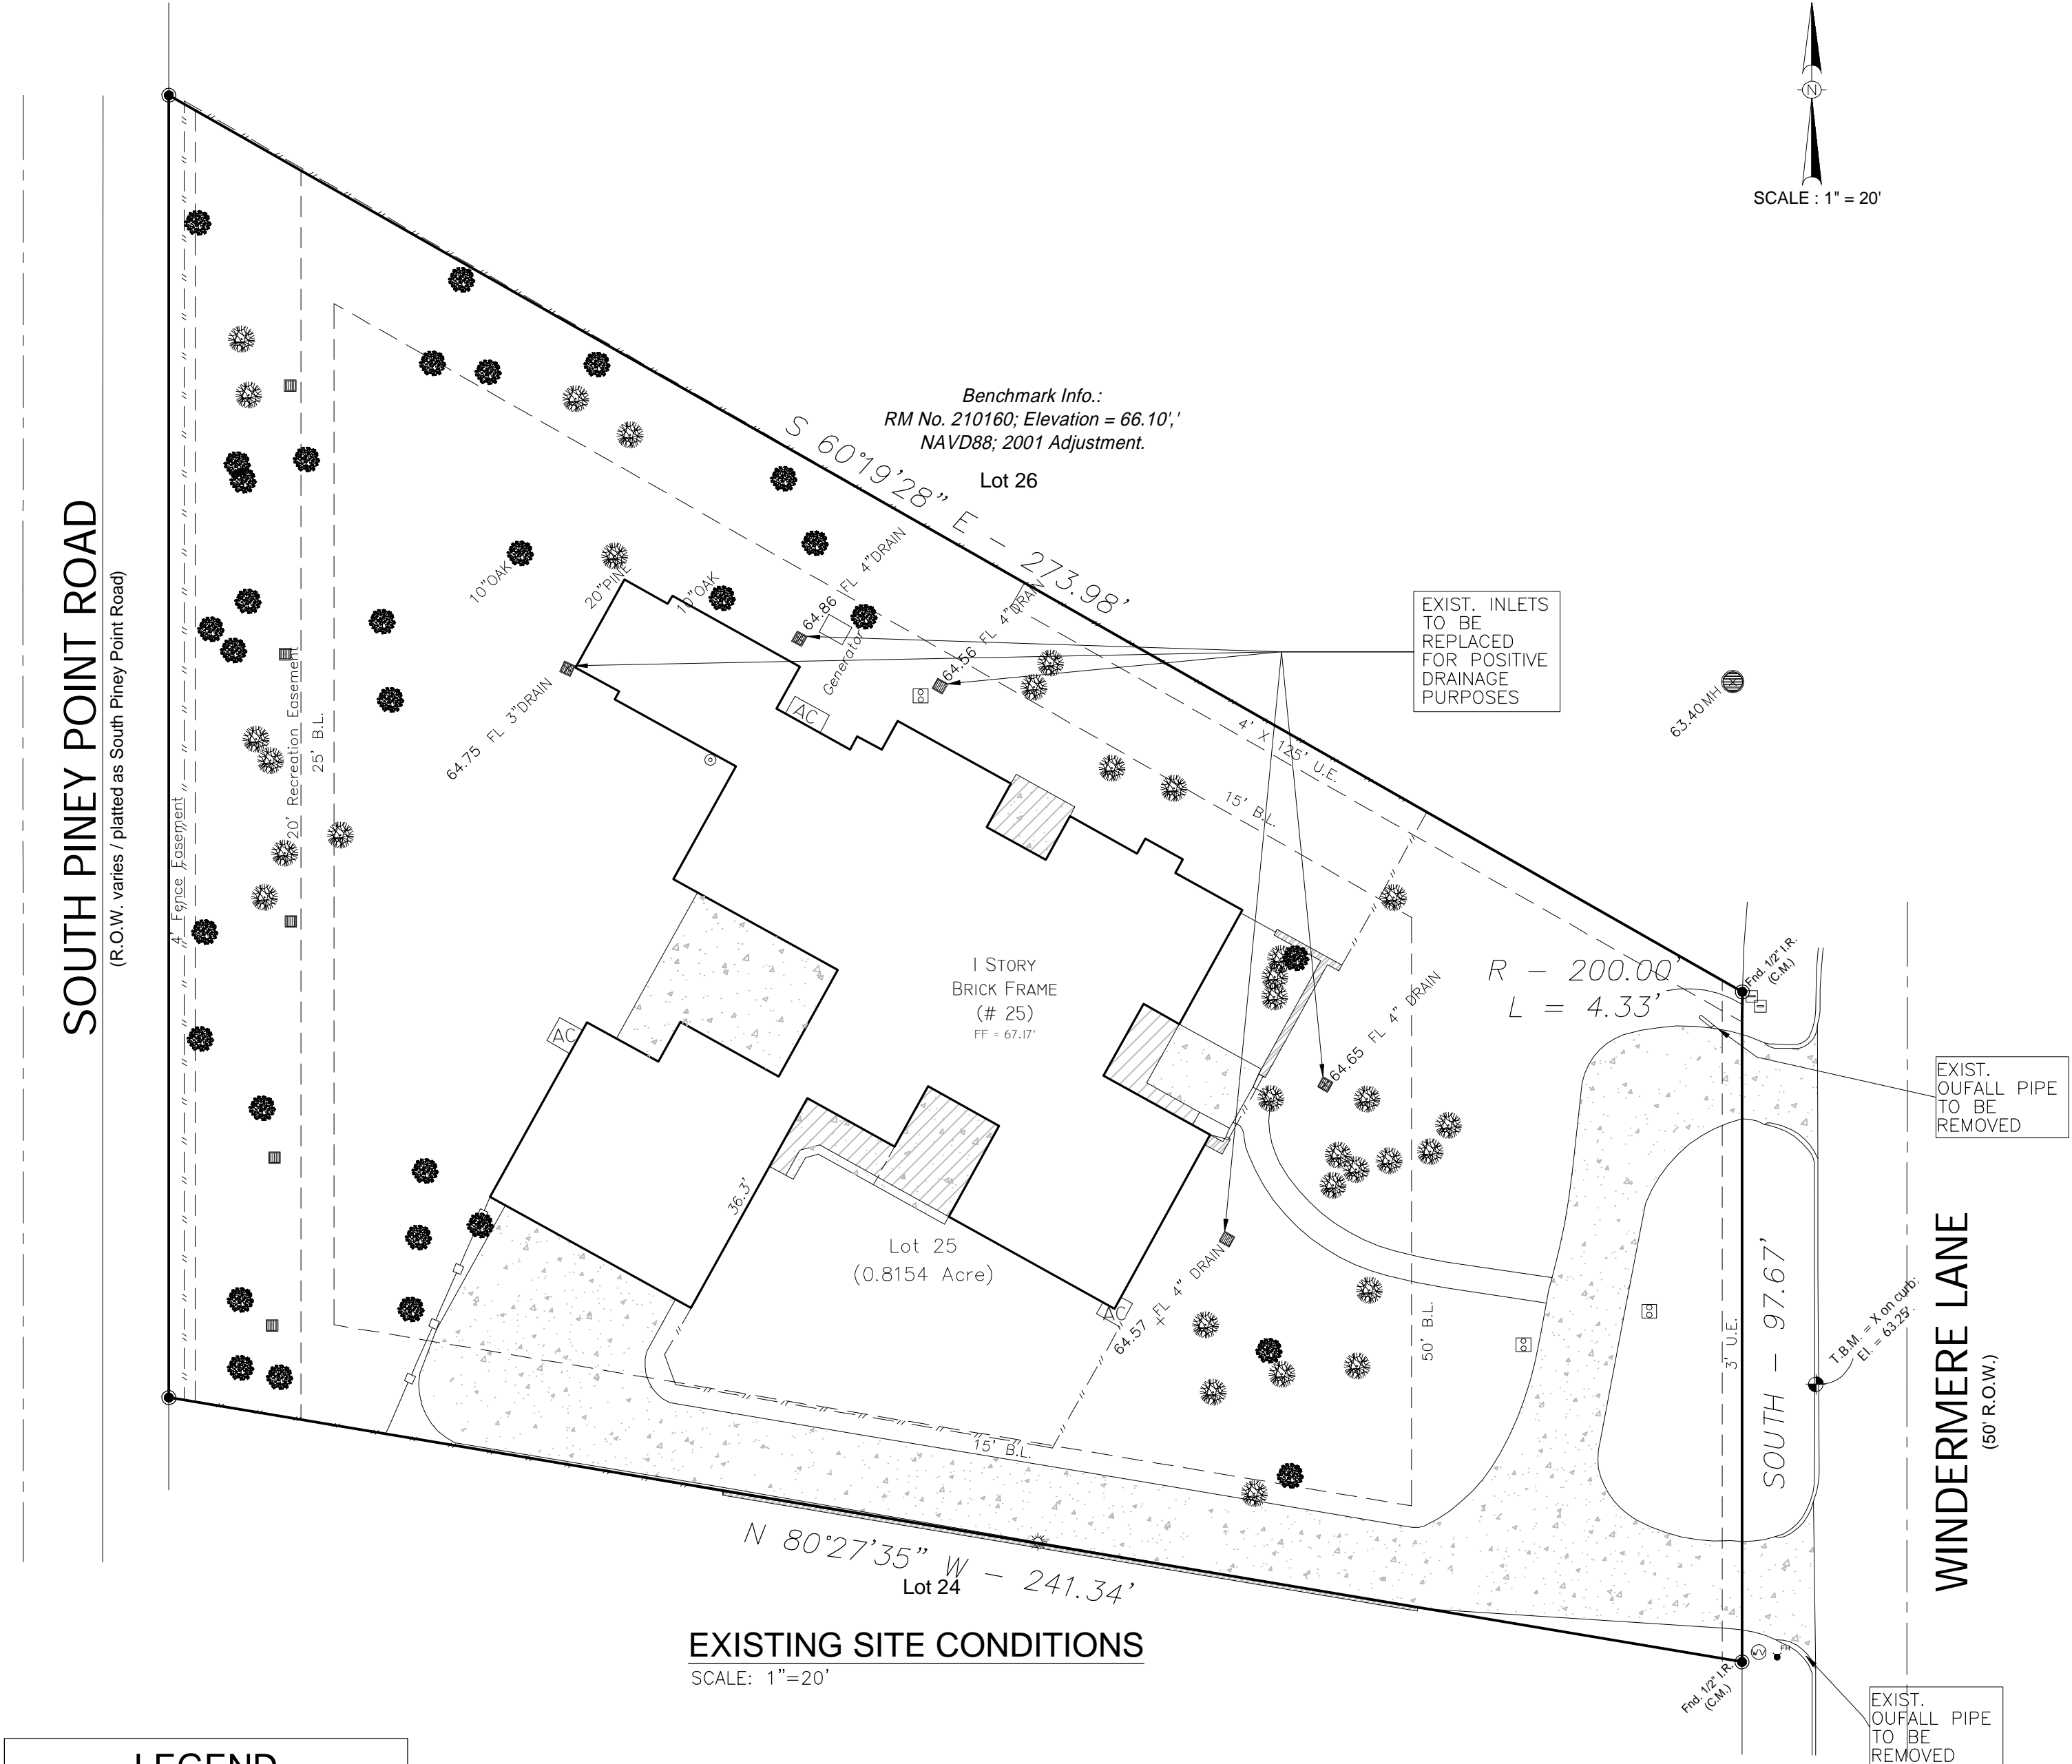 N
SCALE : 1" = 20'
Benchmark Info.:
RM No. 210160; Elevation = 66.10','
NAVD88; 2001 Adjustment.
Lot 26
S 60°19'28" E - 273.98'
SOUTH PINEY POINT ROAD
(R.O.W. varies / platted as South Piney Point Road)
4' Fence Easement
20' Recreation Easement
25' B.L.
10"OAK
20"PINE
10"OAK
64.86 FL 4"DRAIN
Generator
64.56 FL 4"DRAIN
64.75 FL 3"DRAIN
AC
EXIST. INLETS
TO BE
REPLACED
FOR POSITIVE
DRAINAGE
PURPOSES
63.40 MH
4' X 125' U.E.
15' B.L.
1 STORY
BRICK FRAME
(# 25)
FF = 67.17'
AC
R - 200.00'
L = 4.33'
Fnd. 1/2" I.R.
(C.M.)
64.65 FL 4" DRAIN
EXIST.
OUFALL PIPE
TO BE
REMOVED
36.3'
Lot 25
(0.8154 Acre)
AC
64.57 FL 4" DRAIN
50' B.L.
3' U.E.
SOUTH - 97.67'
T.B.M. = X on curb;
El. = 63.25'.
WINDERMERE LANE
(50' R.O.W.)
15' B.L.
N 80°27'35" W - 241.34'
Lot 24
EXISTING SITE CONDITIONS
SCALE: 1"=20'
WV
FH
Fnd. 1/2" I.R.
(C.M.)
EXIST.
OUFALL PIPE
TO BE
REMOVED
LEGEND